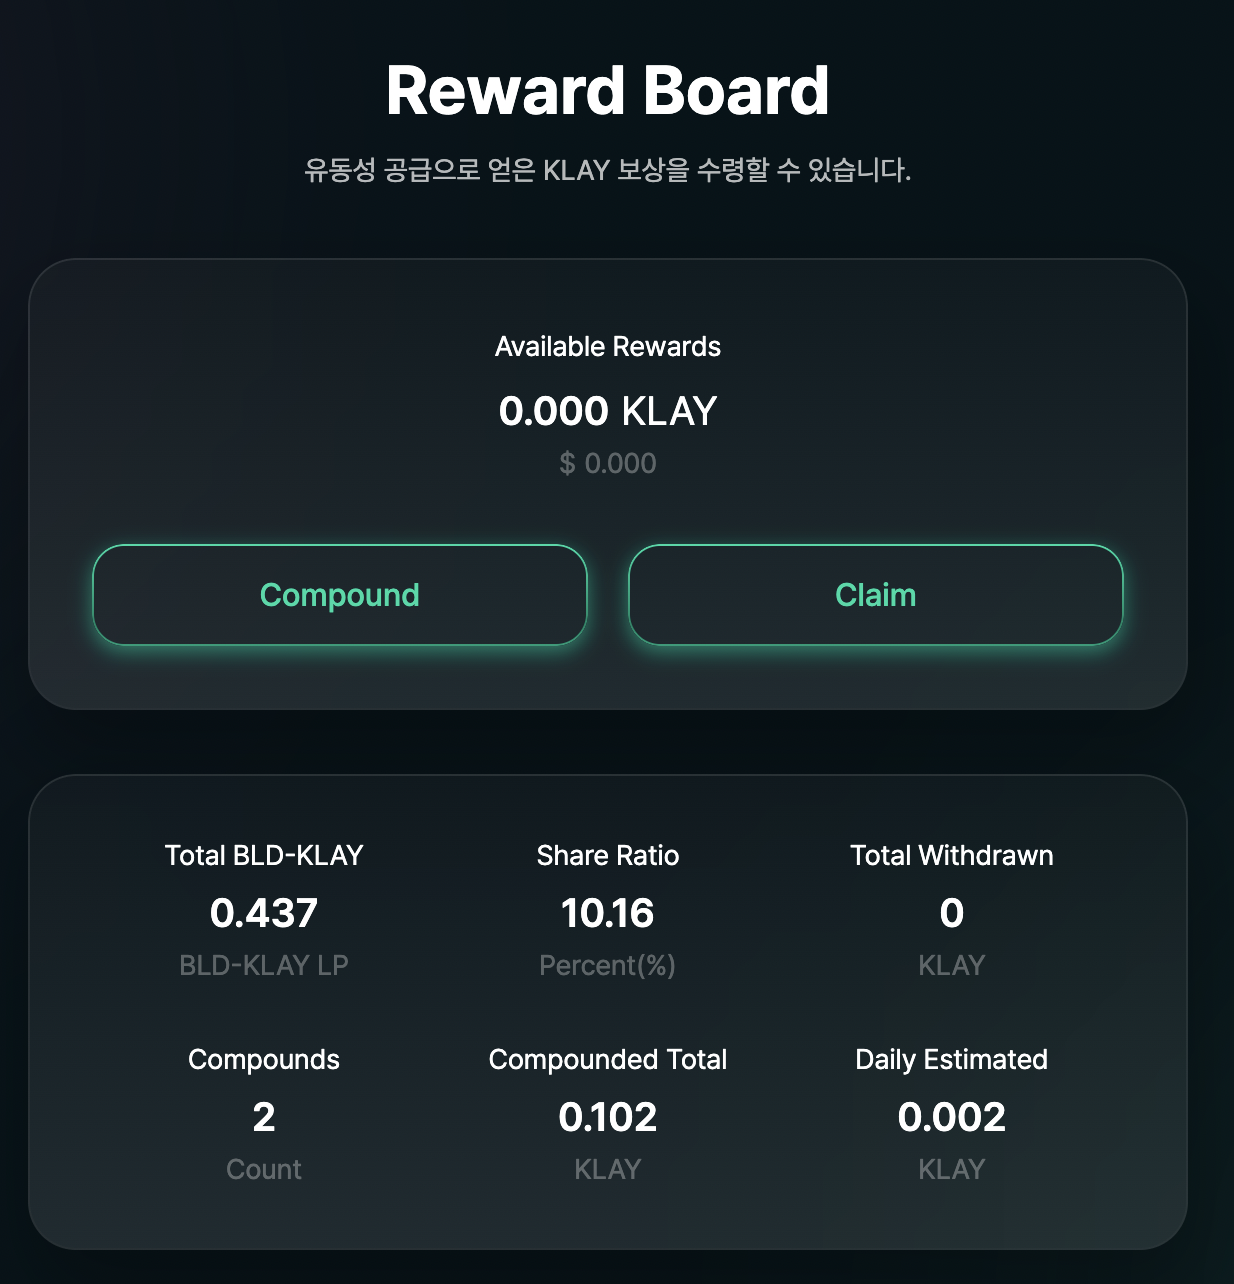 Reward Board
유동성 공급으로 얻은 KLAY 보상을 수령할 수 있습니다.
Available Rewards
0.000 KLAY
$ 0.000
Compound Claim
Total BLD-KLAY Share Ratio Total Withdrawn
0.437 10.16 0
BLD-KLAY LP Percent(%) KLAY
Compounds Compounded Total Daily Estimated
2 0.102 0.002
Count KLAY KLAY